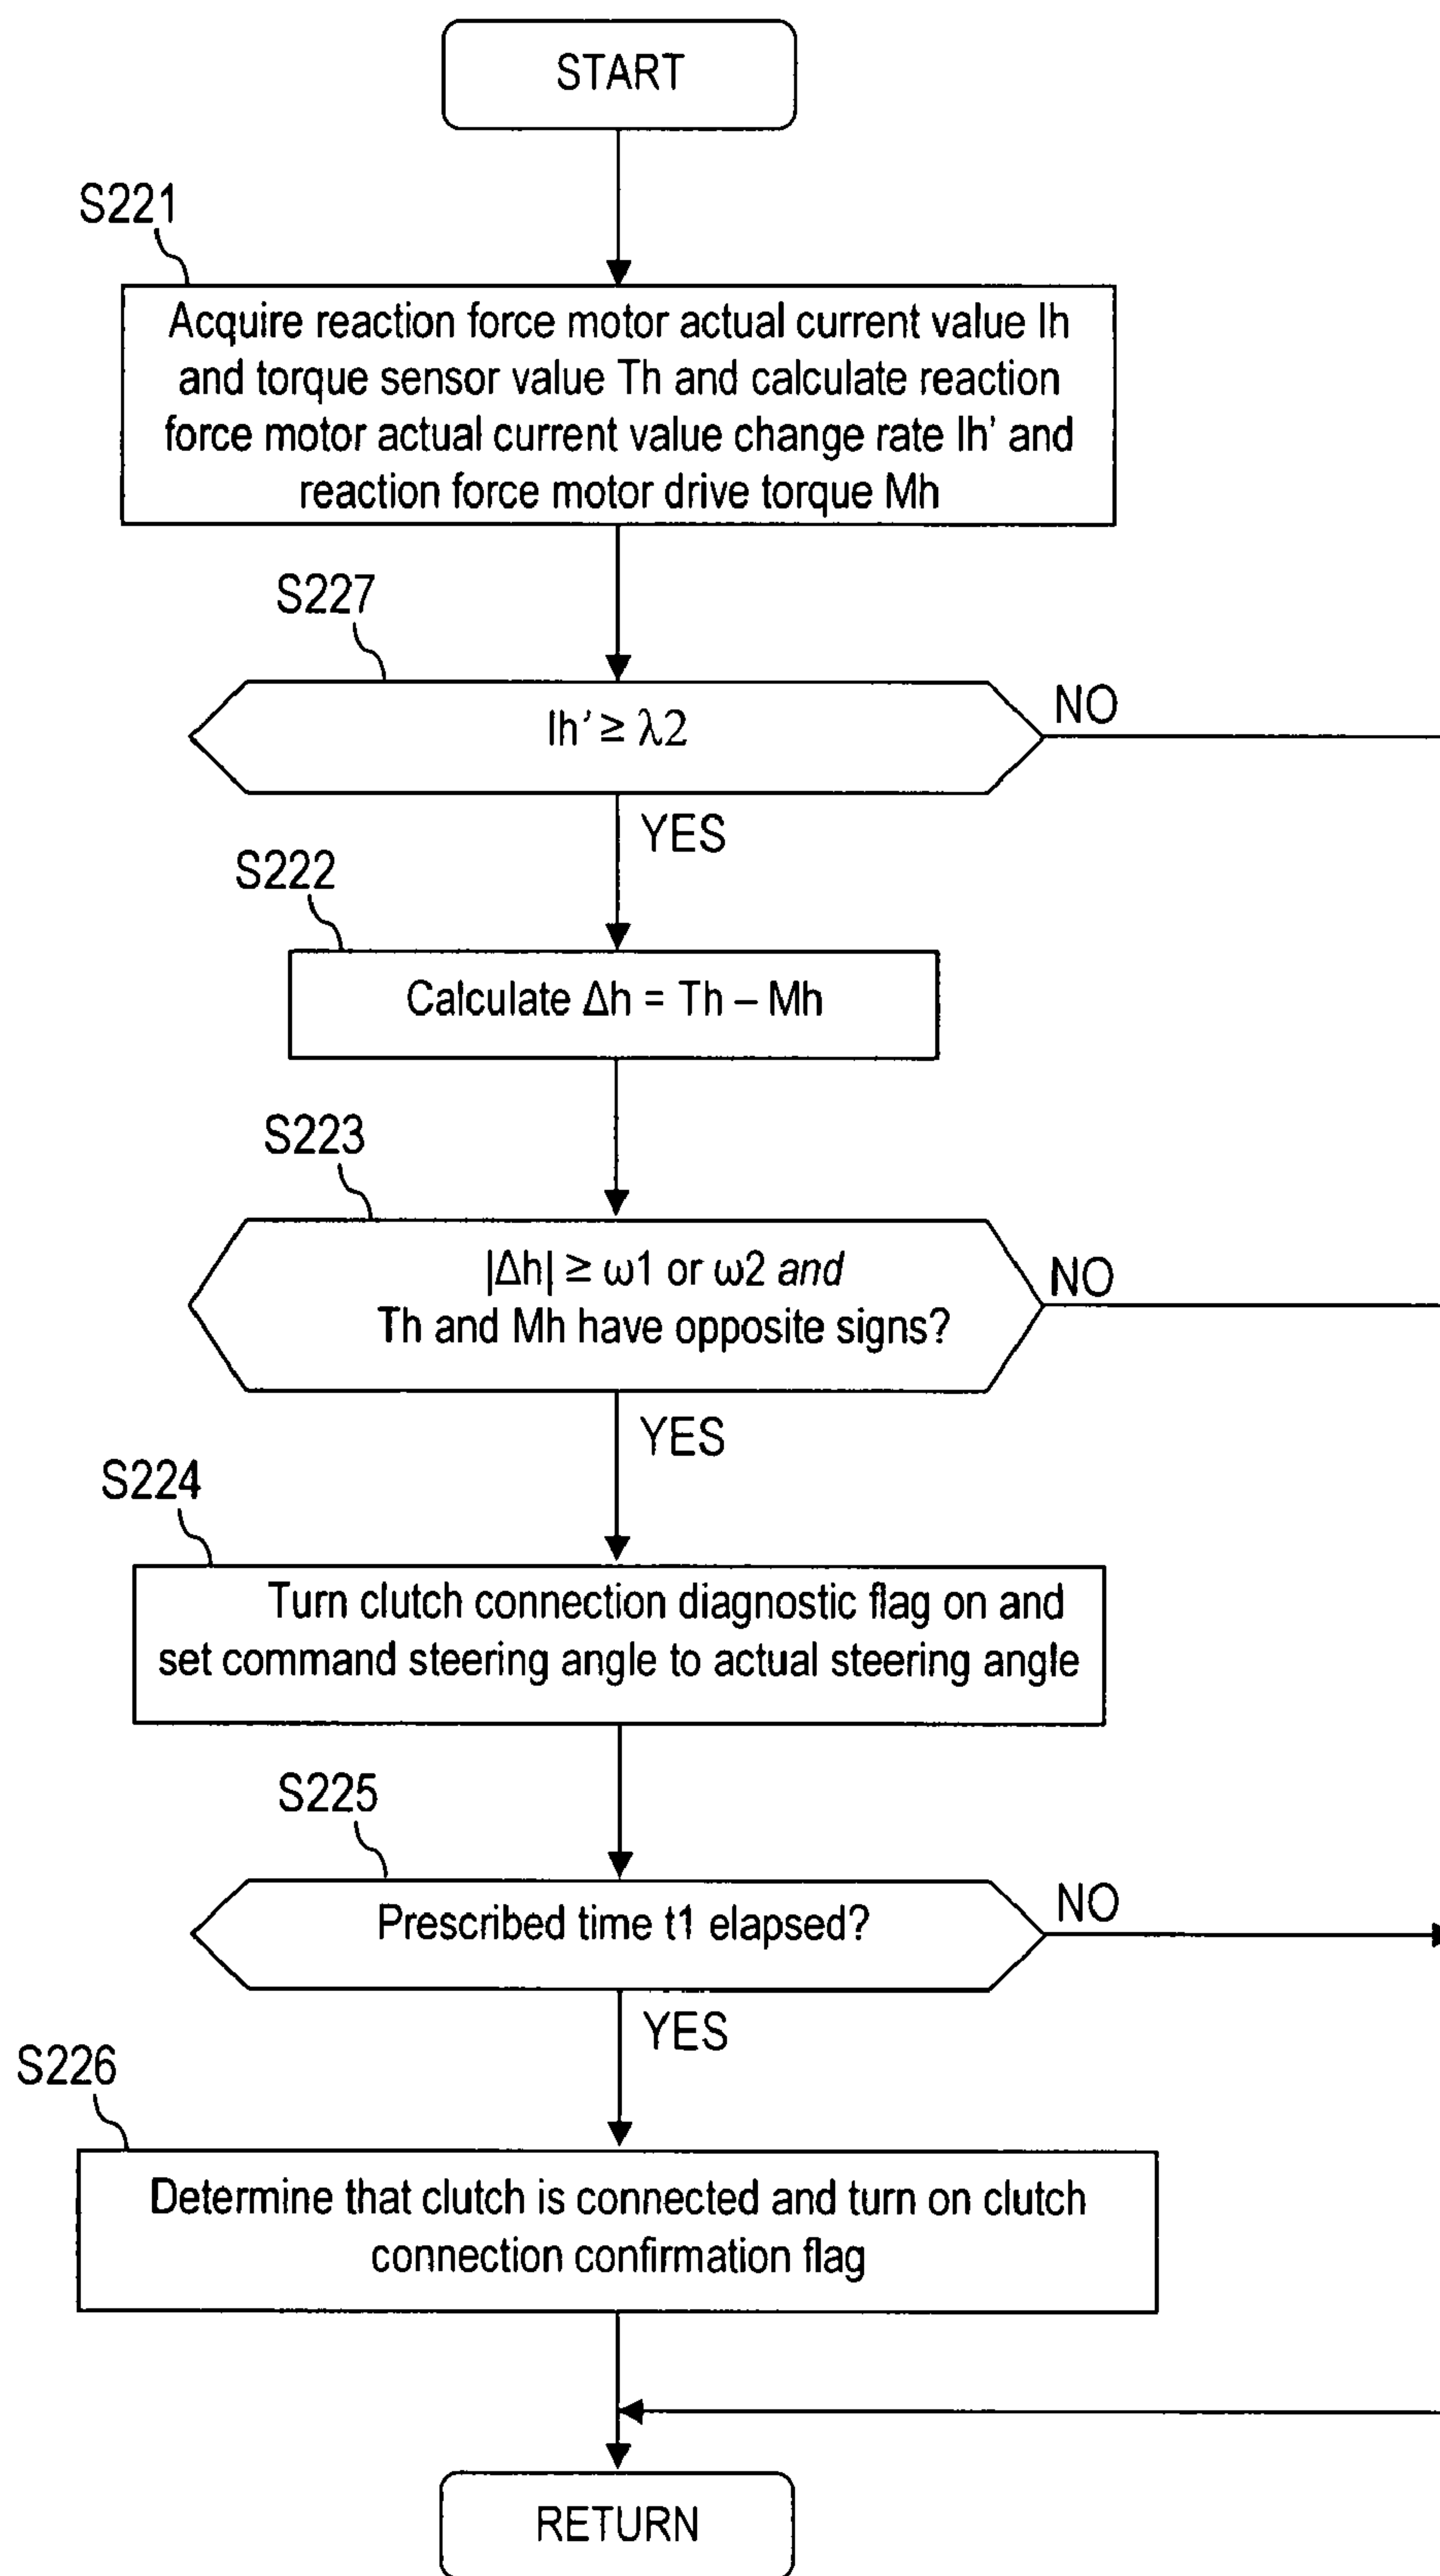 START
S221
Acquire reaction force motor actual current value Ih
and torque sensor value Th and calculate reaction
force motor actual current value change rate Ih’ and
reaction force motor drive torque Mh
S227
Ih’ ≥ λ2
NO
YES
S222
Calculate Δh = Th – Mh
S223
|Δh| ≥ ω1 or ω2 and
Th and Mh have opposite signs?
NO
YES
S224
Turn clutch connection diagnostic flag on and
set command steering angle to actual steering angle
S225
Prescribed time t1 elapsed?
NO
YES
S226
Determine that clutch is connected and turn on clutch
connection confirmation flag
RETURN